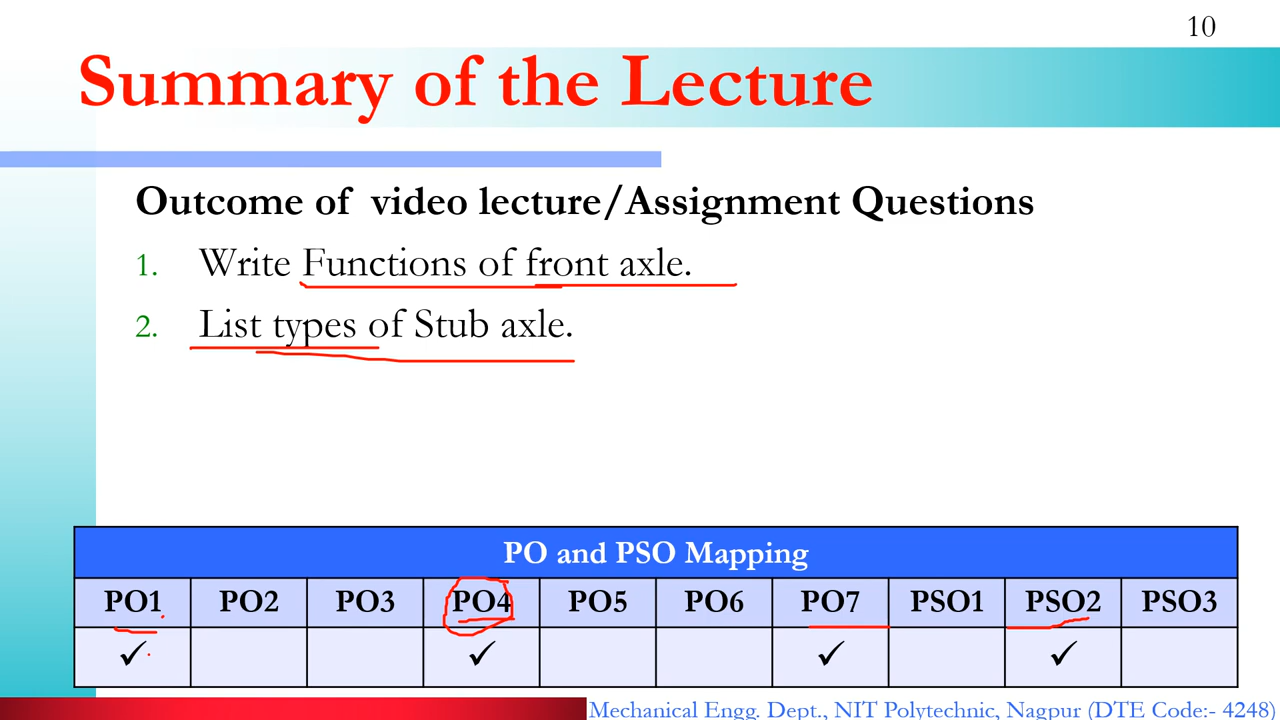 10
Summary of the Lecture
Outcome of video lecture/Assignment Questions
1. Write Functions of front axle.
2. List types of Stub axle.
PO and PSO Mapping
PO1 PO2 PO3 PO4 PO5 PO6 PO7 PSO1 PSO2 PSO3
✓ ✓ ✓ ✓
Mechanical Engg. Dept., NIT Polytechnic, Nagpur (DTE Code:- 4248)